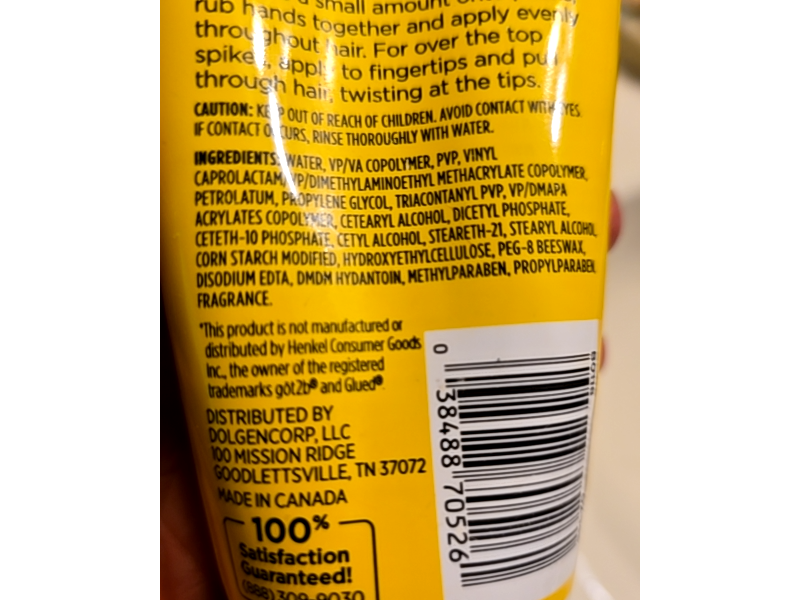 small amount
rub hands together and apply evenly
throughout hair. For over the top
spikes, apply to fingertips and pull
through hair, twisting at the tips.
CAUTION: KEEP OUT OF REACH OF CHILDREN. AVOID CONTACT WITH EYES.
IF CONTACT OCCURS, RINSE THOROUGHLY WITH WATER.
INGREDIENTS: WATER, VP/VA COPOLYMER, PVP, VINYL
CAPROLACTAM/VP/DIMETHYLAMINOETHYL METHACRYLATE COPOLYMER,
PETROLATUM, PROPYLENE GLYCOL, TRIACONTANYL PVP, VP/DMAPA
ACRYLATES COPOLYMER, CETEARYL ALCOHOL, DICETYL PHOSPHATE,
CETETH-10 PHOSPHATE, CETYL ALCOHOL, STEARETH-21, STEARYL ALCOHOL,
CORN STARCH MODIFIED, HYDROXYETHYLCELLULOSE, PEG-8 BEESWAX,
DISODIUM EDTA, DMDM HYDANTOIN, METHYLPARABEN, PROPYLPARABEN,
FRAGRANCE.
*This product is not manufactured or
distributed by Henkel Consumer Goods
Inc., the owner of the registered
trademarks göt2b® and Glued®.
DISTRIBUTED BY
DOLGENCORP, LLC
100 MISSION RIDGE
GOODLETTSVILLE, TN 37072
MADE IN CANADA
100%
Satisfaction
Guaranteed!
(888) 309-9030
0 38488 70526